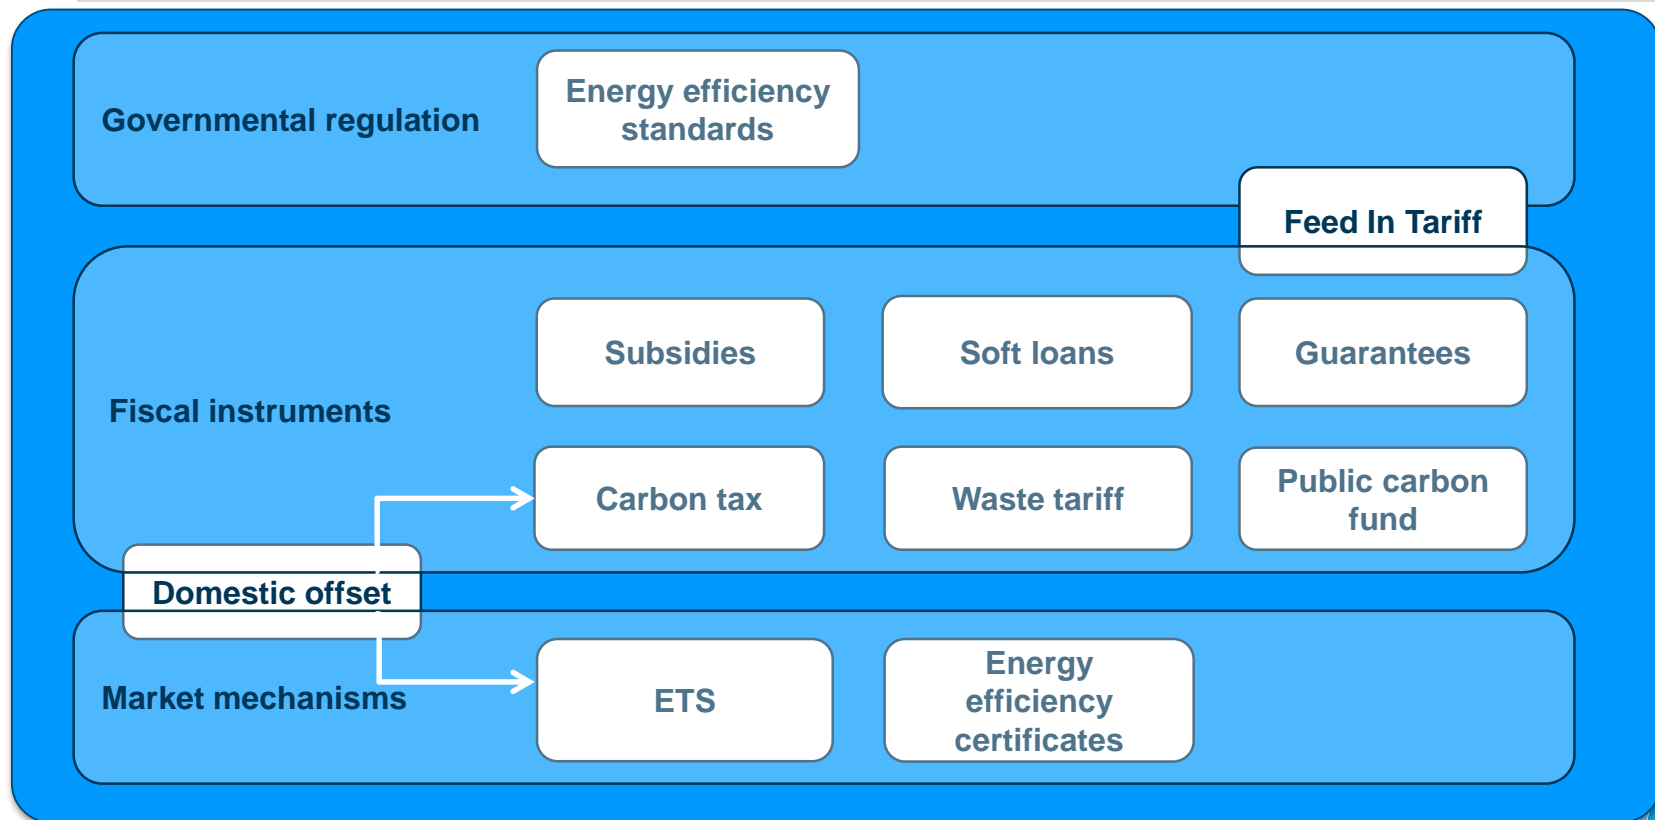 Governmental regulation
Energy efficiency
standards
Feed In Tariff
Fiscal instruments
Subsidies
Soft loans
Guarantees
Carbon tax
Waste tariff
Public carbon
fund
Domestic offset
Market mechanisms
ETS
Energy
efficiency
certificates